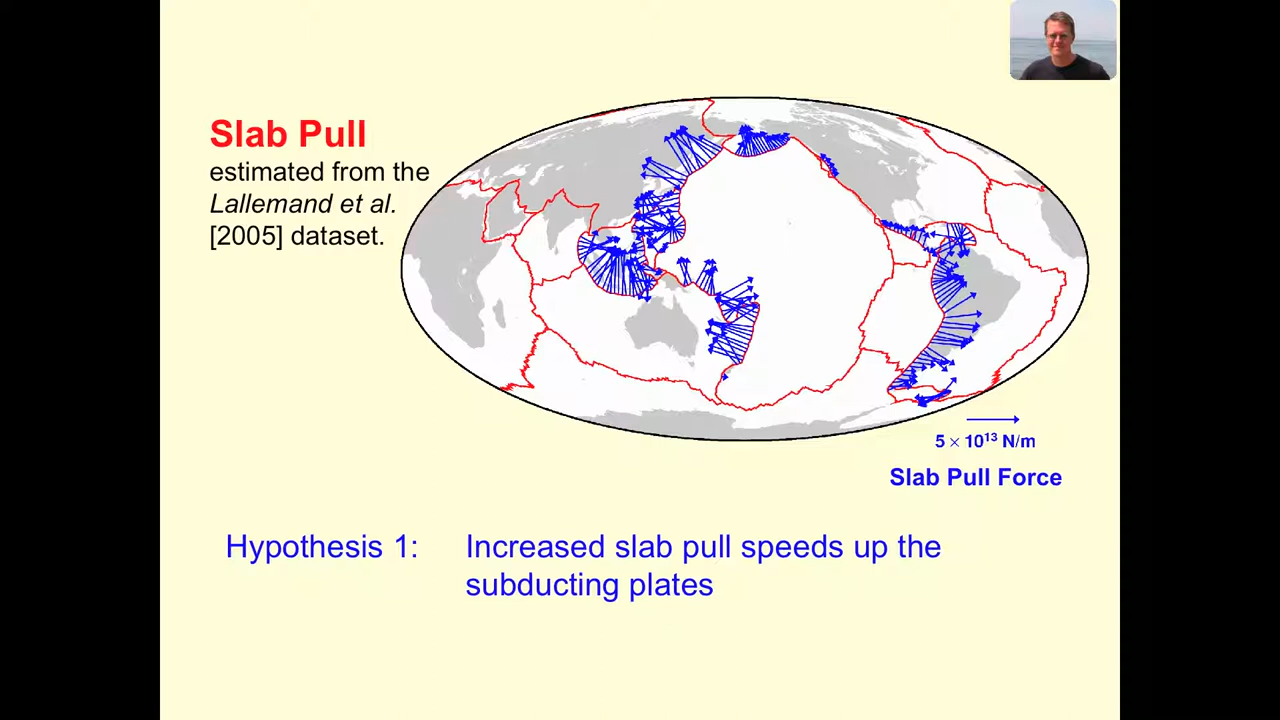 Slab Pull
estimated from the
Lallemand et al.
[2005] dataset.
5 × 10¹³ N/m
Slab Pull Force
Hypothesis 1: Increased slab pull speeds up the
subducting plates